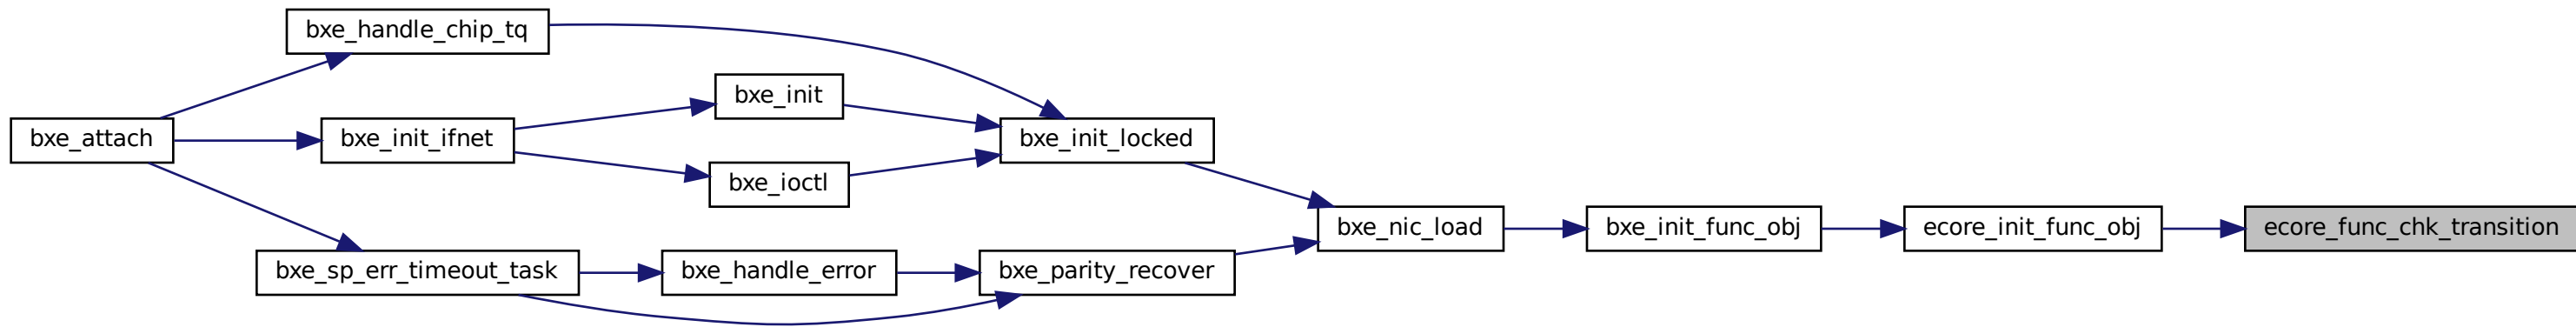 bxe_handle_chip_tq
bxe_init
bxe_attach
bxe_init_ifnet
bxe_init_locked
bxe_ioctl
bxe_nic_load
bxe_init_func_obj
ecore_init_func_obj
ecore_func_chk_transition
bxe_sp_err_timeout_task
bxe_handle_error
bxe_parity_recover